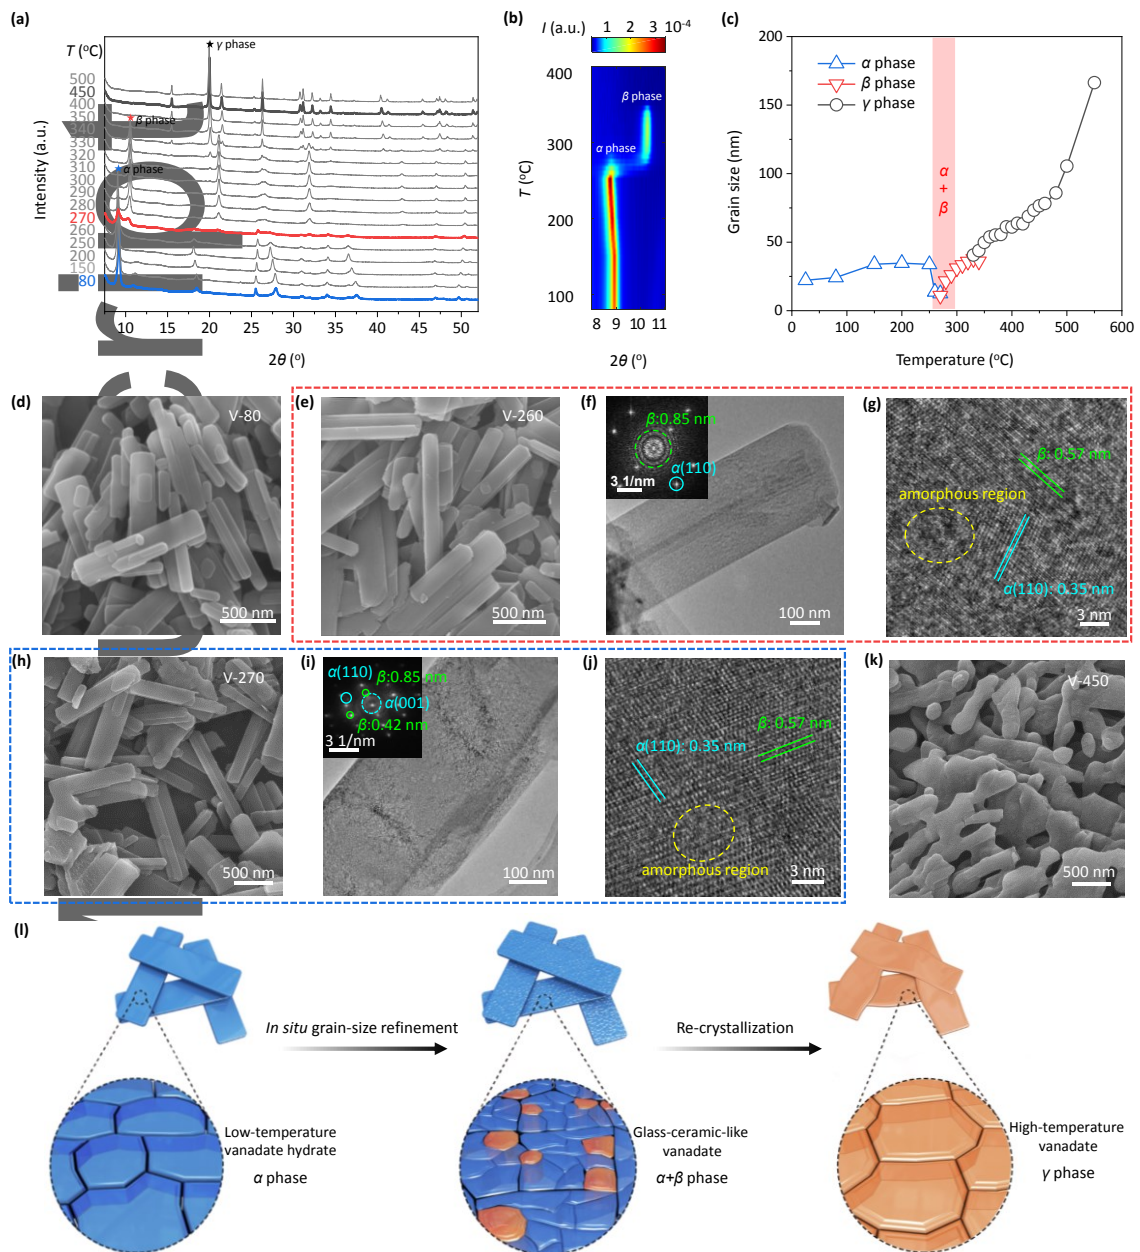 (a)
T (°C)
500
450
400
350
340
330
320
310
300
290
280
270
260
250
200
150
80
γ phase
β phase
α phase
Intensity (a.u.)
10 15 20 25 30 35 40 45 50
2θ (°)
(b)
I (a.u.) 1 2 3 10⁻⁴
400
300
200
100
T (°C)
β phase
α phase
8 9 10 11
2θ (°)
(c)
200
150
100
50
0
Grain size (nm)
α phase
β phase
γ phase
α
+
β
0 100 200 300 400 500 600
Temperature (°C)
(d)
V-80
500 nm
(e)
V-260
500 nm
(f)
β:0.85 nm
α(110)
3 1/nm
100 nm
(g)
β: 0.57 nm
amorphous region
α(110): 0.35 nm
3 nm
(h)
V-270
500 nm
(i)
α(110)
β:0.85 nm
α(001)
β:0.42 nm
3 1/nm
100 nm
(j)
β: 0.57 nm
α(110): 0.35 nm
amorphous region
3 nm
(k)
V-450
500 nm
(l)
In situ grain-size refinement
Re-crystallization
Low-temperature
vanadate hydrate
α phase
Glass-ceramic-like
vanadate
α+β phase
High-temperature
vanadate
γ phase